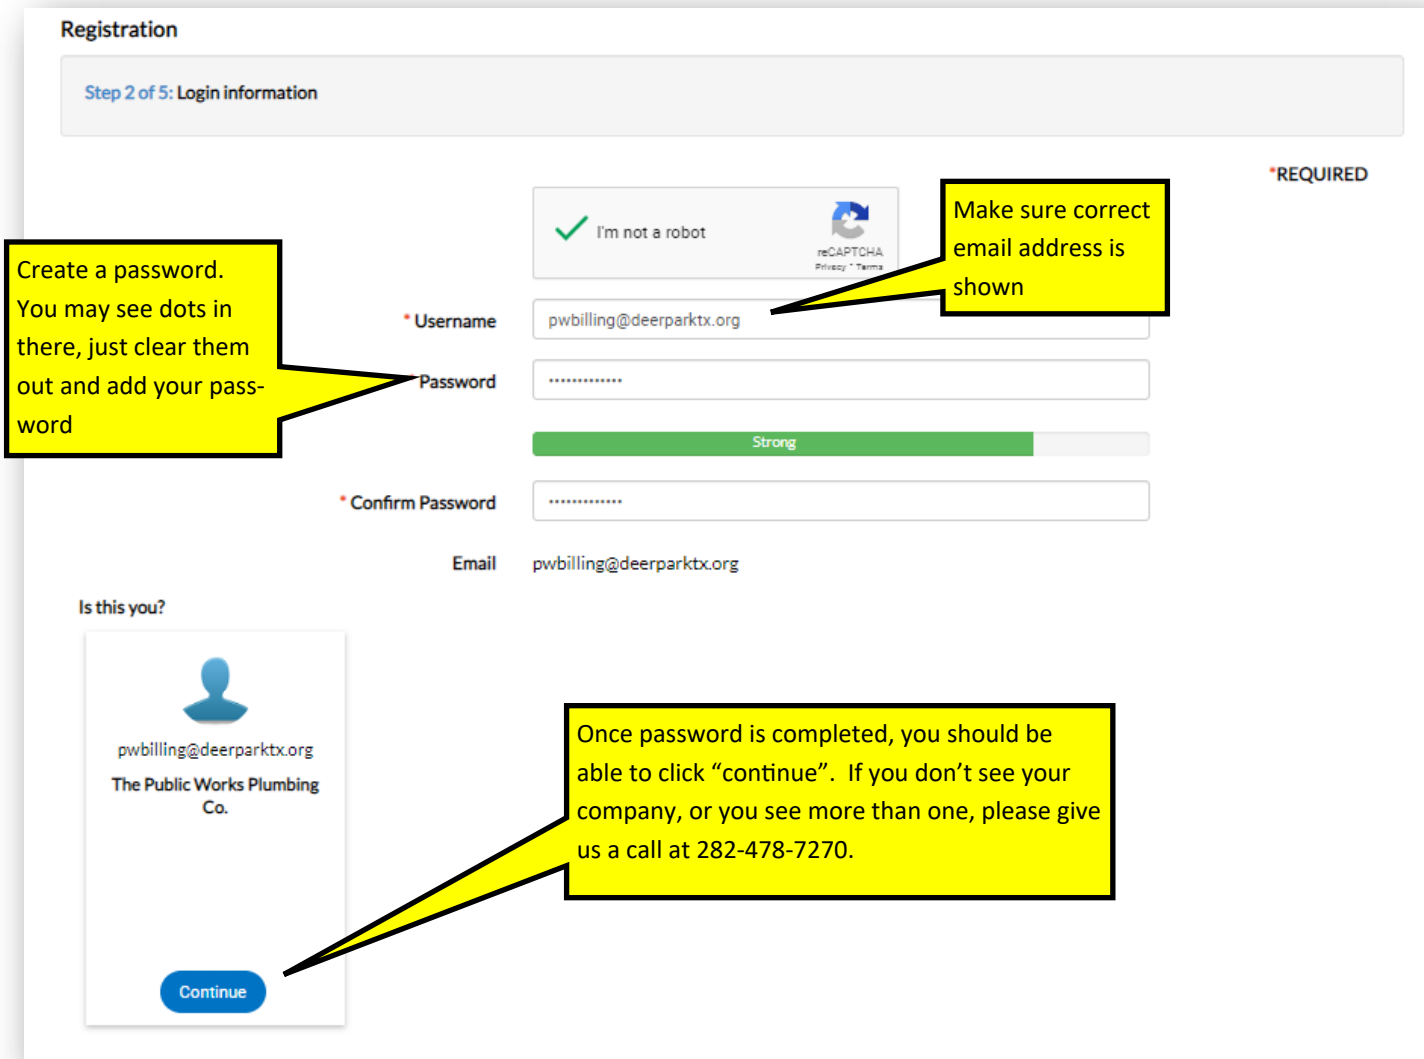 Registration
Step 2 of 5: Login information
*REQUIRED
I'm not a robot
reCAPTCHA
Privacy * Terms
Make sure correct
email address is
shown
Create a password.
You may see dots in
there, just clear them
out and add your pass-
word
* Username
pwbilling@deerparktx.org
* Password
•••••••••••••
Strong
* Confirm Password
•••••••••••••
Email
pwbilling@deerparktx.org
Is this you?
pwbilling@deerparktx.org
The Public Works Plumbing
Co.
Once password is completed, you should be
able to click “continue”.  If you don’t see your
company, or you see more than one, please give
us a call at 282-478-7270.
Continue